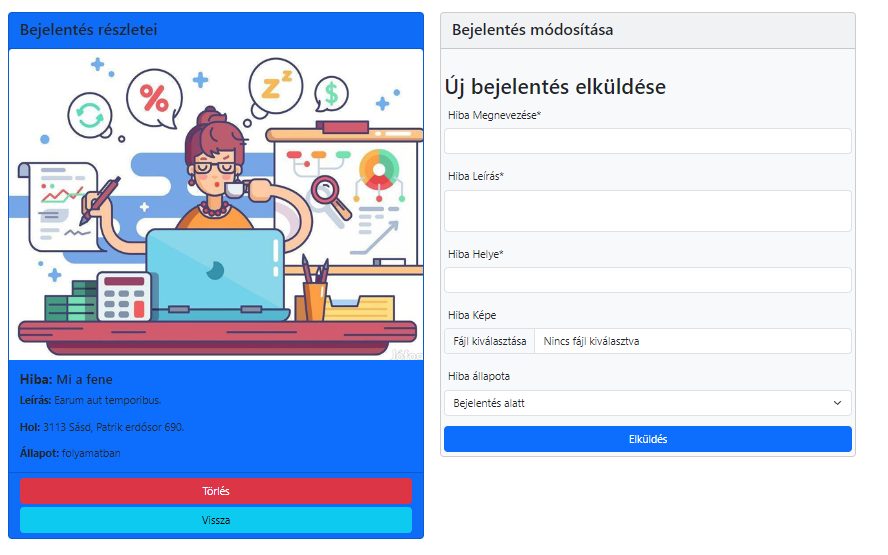 Bejelentés részletei
Hiba: Mi a fene
Leírás: Earum aut temporibus.
Hol: 3113 Sásd, Patrik erdősor 690.
Állapot: folyamatban
Törlés
Vissza
Bejelentés módosítása
Új bejelentés elküldése
Hiba Megnevezése*
Hiba Leírás*
Hiba Helye*
Hiba Képe
Fájl kiválasztása Nincs fájl kiválasztva
Hiba állapota
Bejelentés alatt
Elküldés